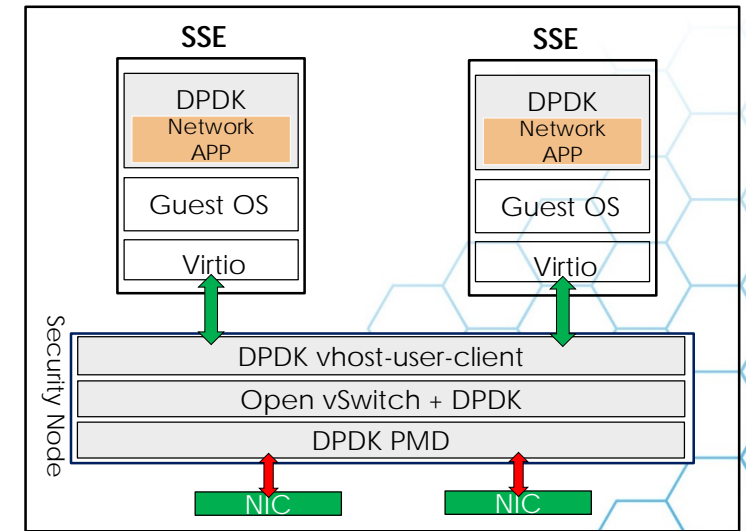 SSE
DPDK
Network
APP
Guest OS
Virtio
SSE
DPDK
Network
APP
Guest OS
Virtio
Security Node
DPDK vhost-user-client
Open vSwitch + DPDK
DPDK PMD
NIC
NIC